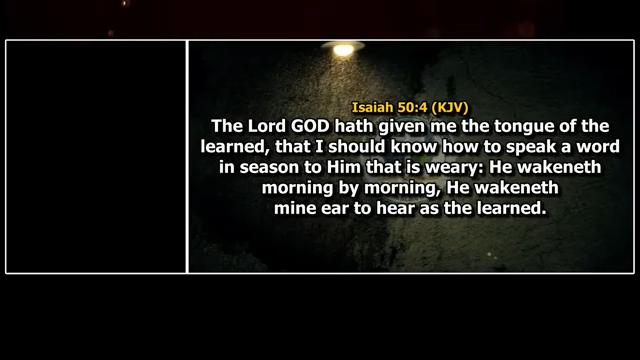 Isaiah 50:4 (KJV)
The Lord GOD hath given me the tongue of the
learned, that I should know how to speak a word
in season to Him that is weary: He wakeneth
morning by morning, He wakeneth
mine ear to hear as the learned.